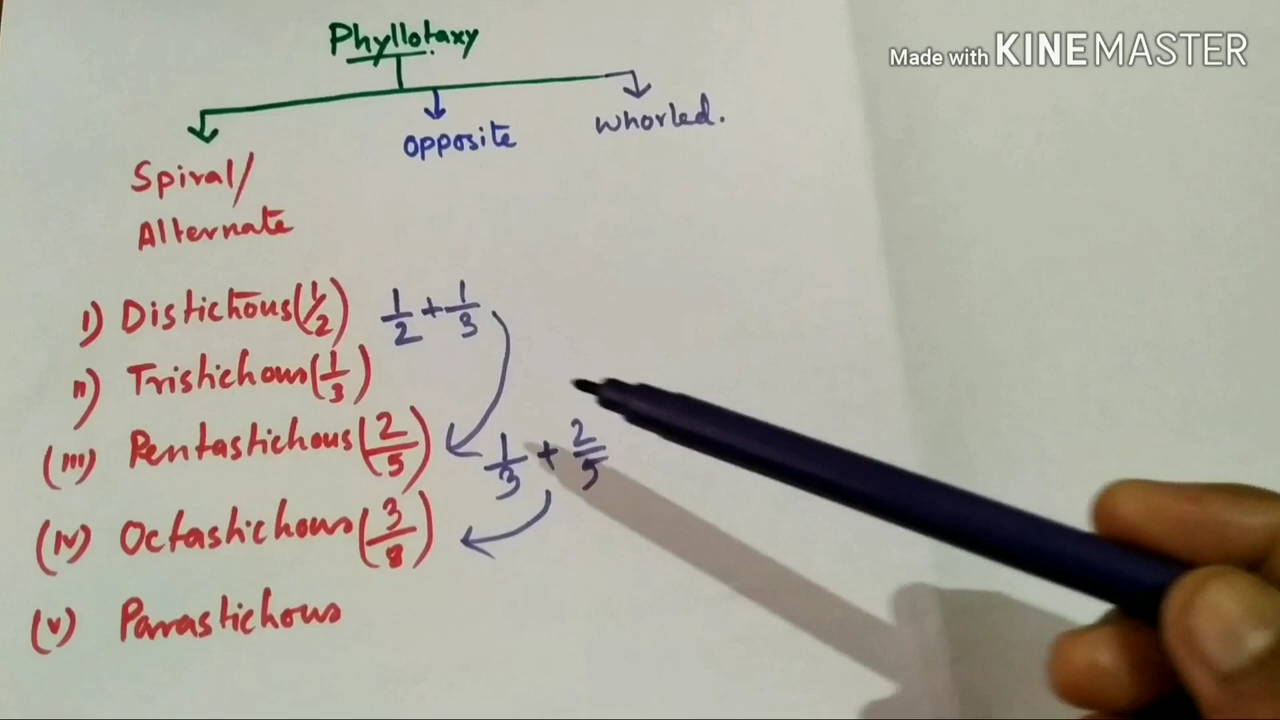 Phyllotaxy
Made with KINEMASTER
Spiral/
Alternate
opposite
whorled.
i) Distichous(1/2) 1/2 + 1/3
ii) Tristichous(1/3)
(iii) Pentastichous(2/5) 1/3 + 2/5
(iv) Octastichous(3/8)
(v) Parastichous